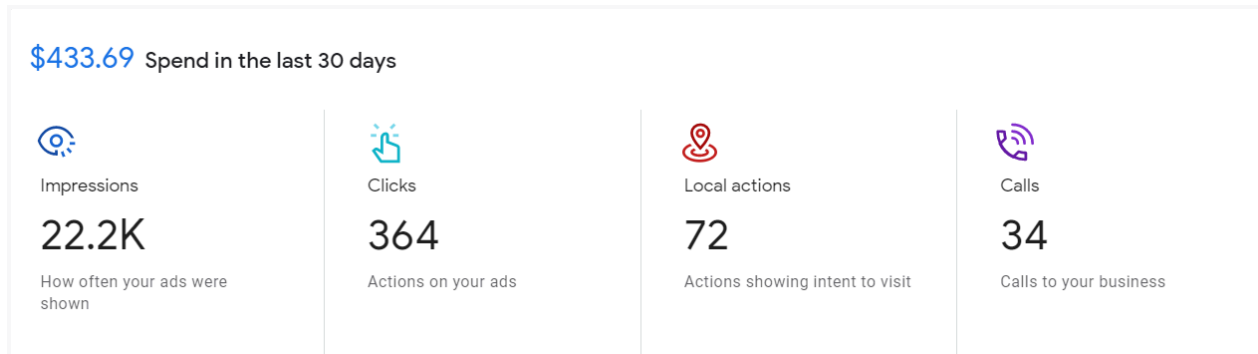 $433.69 Spend in the last 30 days
Impressions
22.2K
How often your ads were
shown
Clicks
364
Actions on your ads
Local actions
72
Actions showing intent to visit
Calls
34
Calls to your business